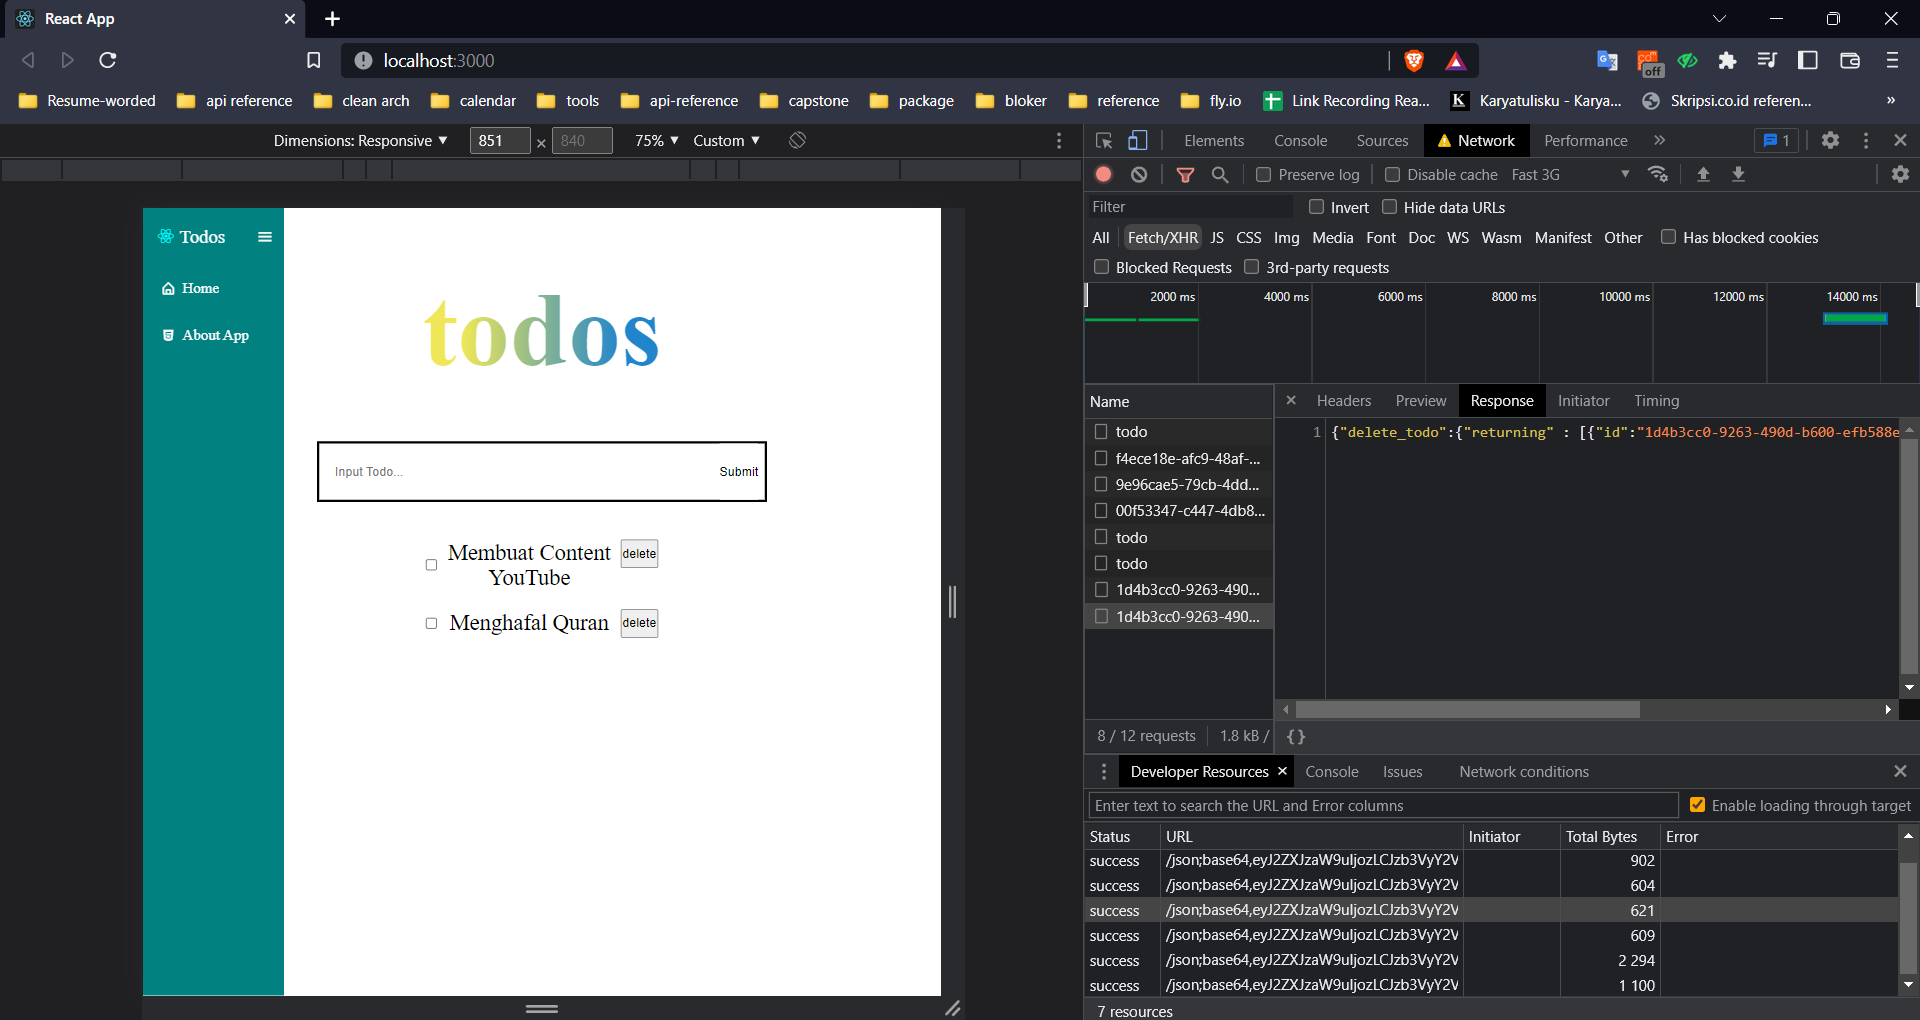 React App
localhost:3000
Resume-worded api reference clean arch calendar tools api-reference capstone package bloker reference fly.io Link Recording Rea... Karyatulisku - Karya... Skripsi.co.id referen... »
Dimensions: Responsive ▼ 851 × 840 75% ▼ Custom ▼
Elements Console Sources Network Performance » 1
Preserve log Disable cache Fast 3G ▼
Filter Invert Hide data URLs
All Fetch/XHR JS CSS Img Media Font Doc WS Wasm Manifest Other Has blocked cookies
Blocked Requests 3rd-party requests
2000 ms 4000 ms 6000 ms 8000 ms 10000 ms 12000 ms 14000 ms
Todos
Home
About App
todos
Input Todo... Submit
Membuat Content delete
YouTube
Menghafal Quran delete
Name
todo
f4ece18e-afc9-48af-...
9e96cae5-79cb-4dd...
00f53347-c447-4db8...
todo
todo
1d4b3cc0-9263-490...
1d4b3cc0-9263-490...
8 / 12 requests 1.8 kB /
Headers Preview Response Initiator Timing
1 {"delete_todo":{"returning" : [{"id":"1d4b3cc0-9263-490d-b600-efb588e
{}
Developer Resources Console Issues Network conditions
Enter text to search the URL and Error columns Enable loading through target
Status URL Initiator Total Bytes Error
success /json;base64,eyJ2ZXJzaW9uIjozLCJzb3VyY2V 902
success /json;base64,eyJ2ZXJzaW9uIjozLCJzb3VyY2V 604
success /json;base64,eyJ2ZXJzaW9uIjozLCJzb3VyY2V 621
success /json;base64,eyJ2ZXJzaW9uIjozLCJzb3VyY2V 609
success /json;base64,eyJ2ZXJzaW9uIjozLCJzb3VyY2V 2 294
success /json;base64,eyJ2ZXJzaW9uIjozLCJzb3VyY2V 1 100
7 resources